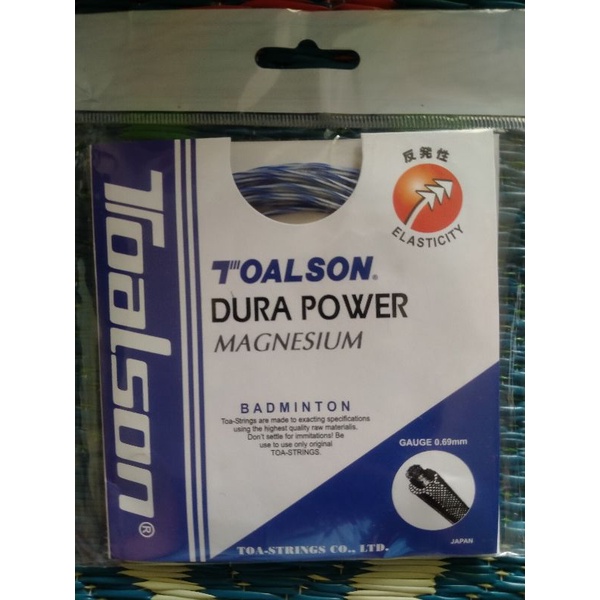 Toalson®
反発性
ELASTICITY
TOALSON®
DURA POWER
MAGNESIUM
BADMINTON
Toa-Strings are made to exacting specifications
using the highest quality raw materialls.
Don't settle for immitations! Be
use to use only original
TOA-STRINGS.
GAUGE 0.69mm
JAPAN
TOA-STRINGS CO., LTD.